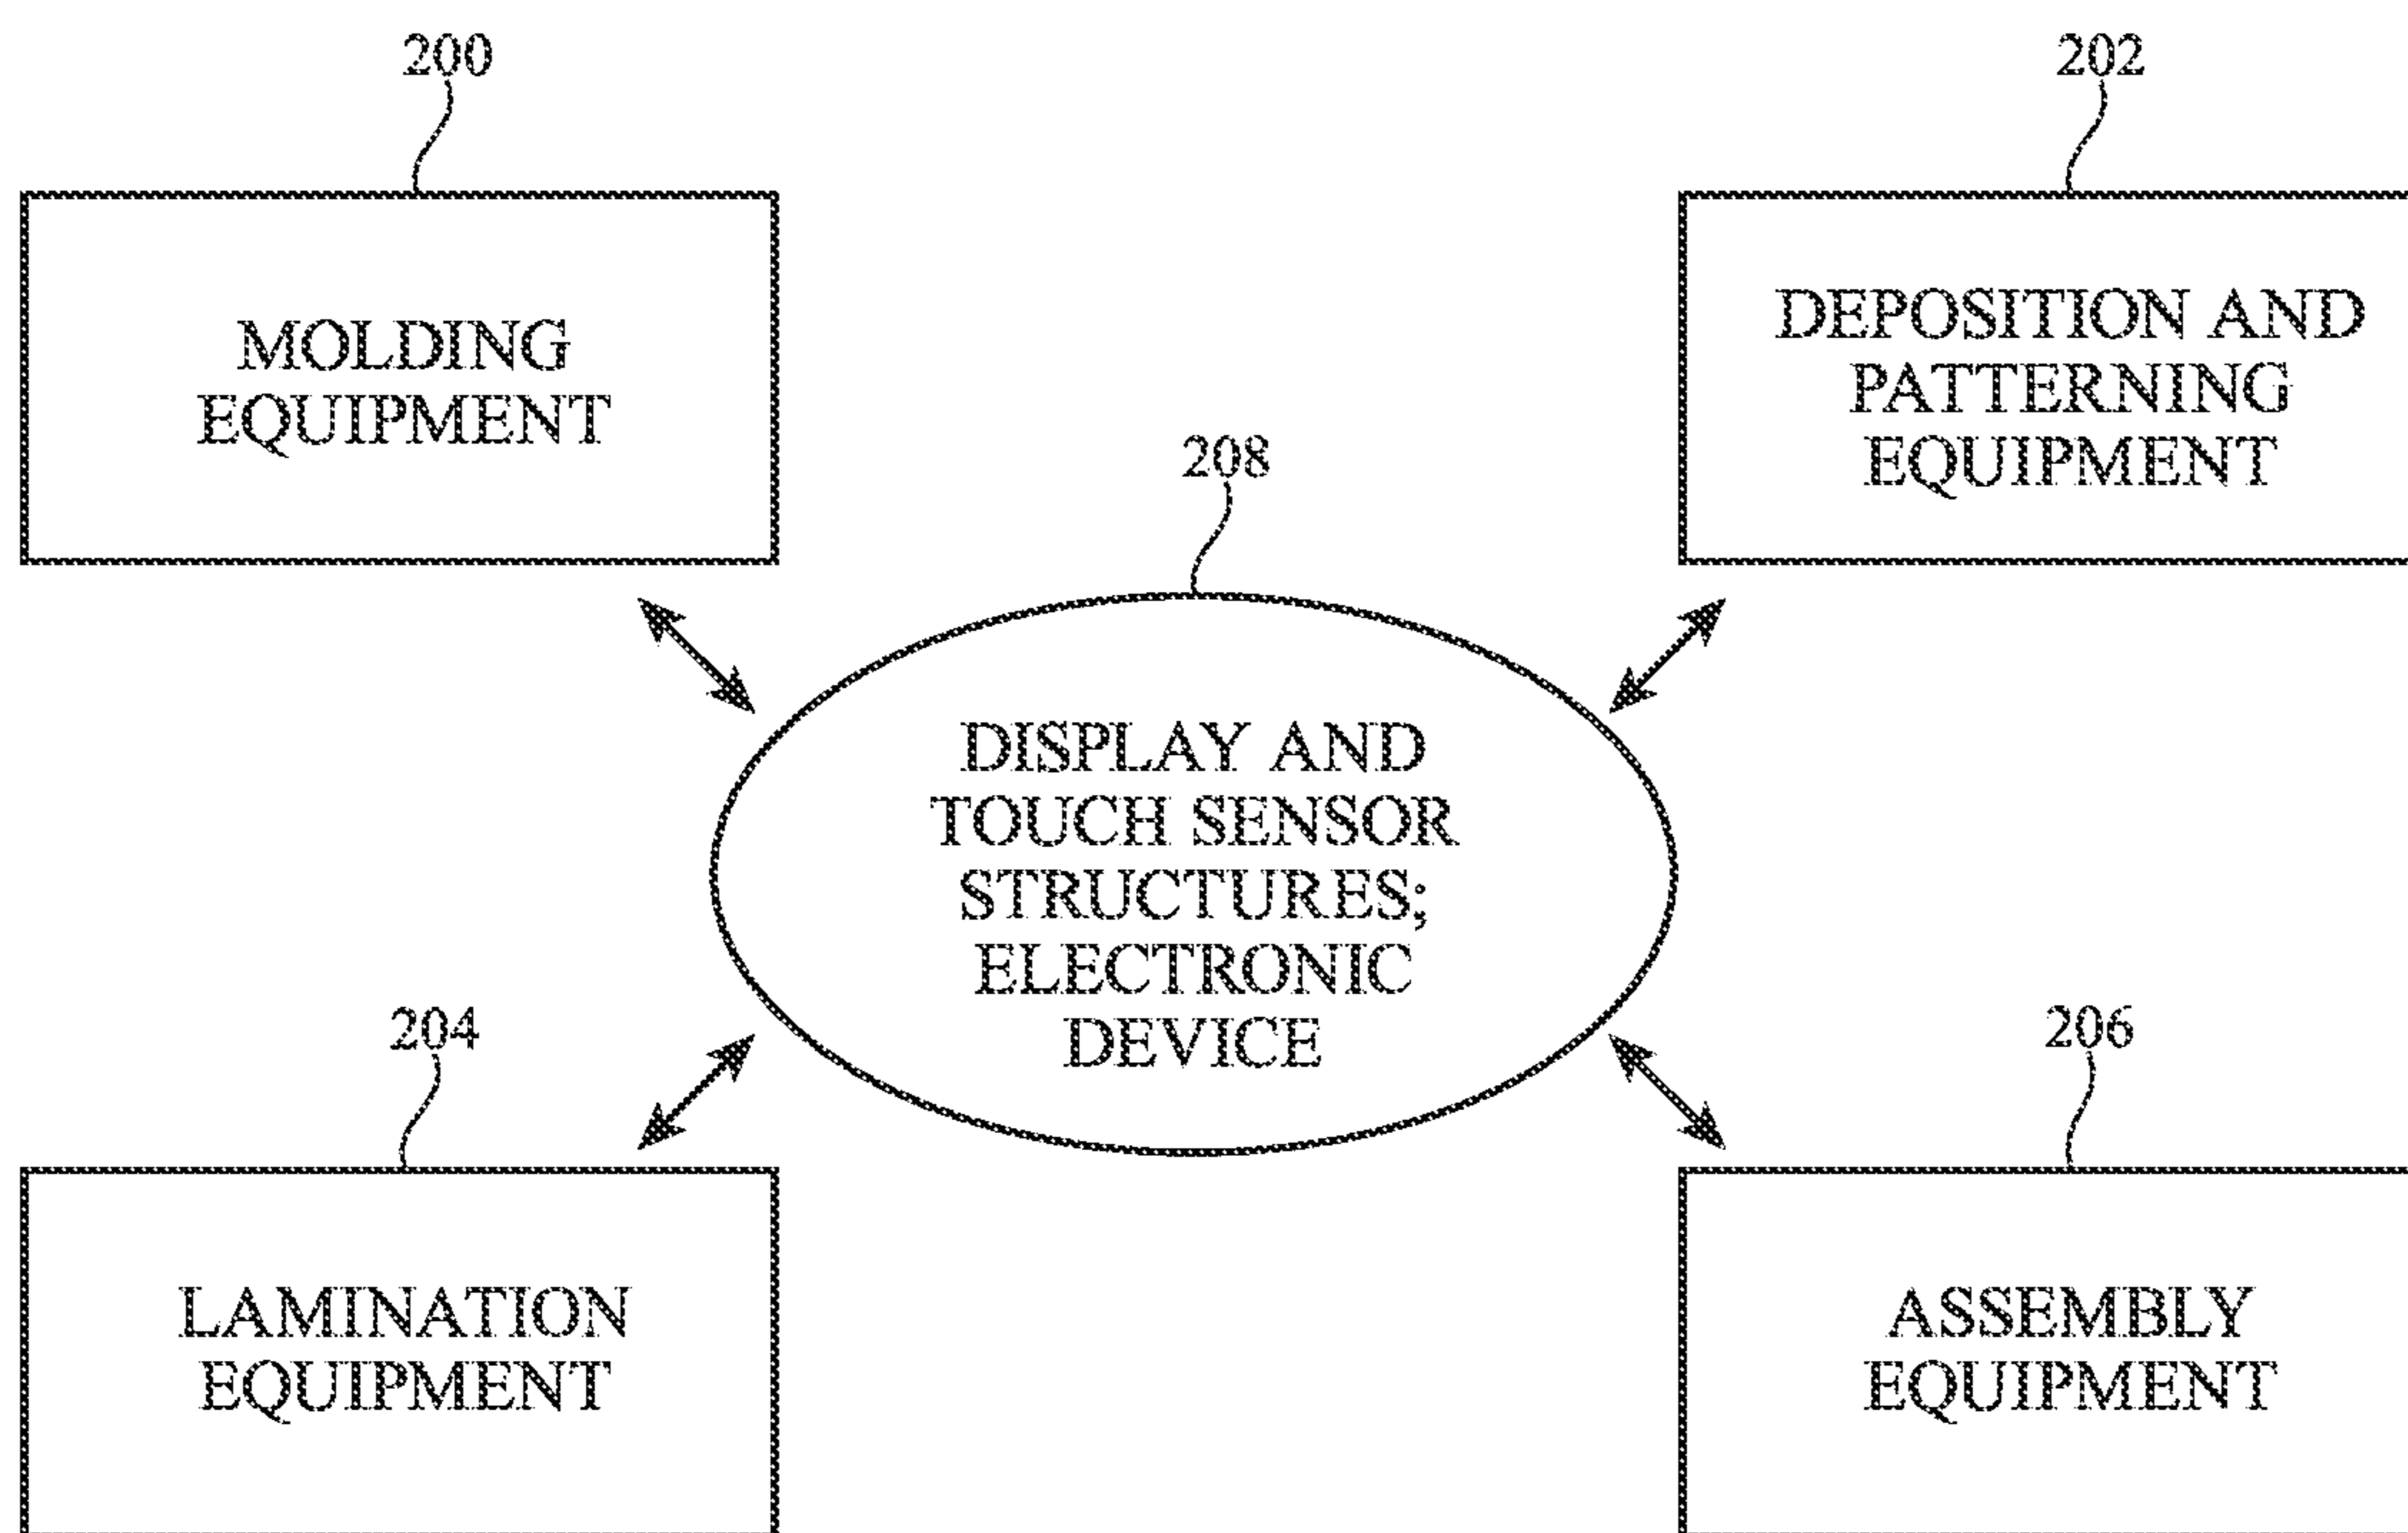 200
202
MOLDING
EQUIPMENT
DEPOSITION AND
PATTERNING
EQUIPMENT
208
DISPLAY AND
TOUCH SENSOR
STRUCTURES;
ELECTRONIC
DEVICE
204
206
LAMINATION
EQUIPMENT
ASSEMBLY
EQUIPMENT